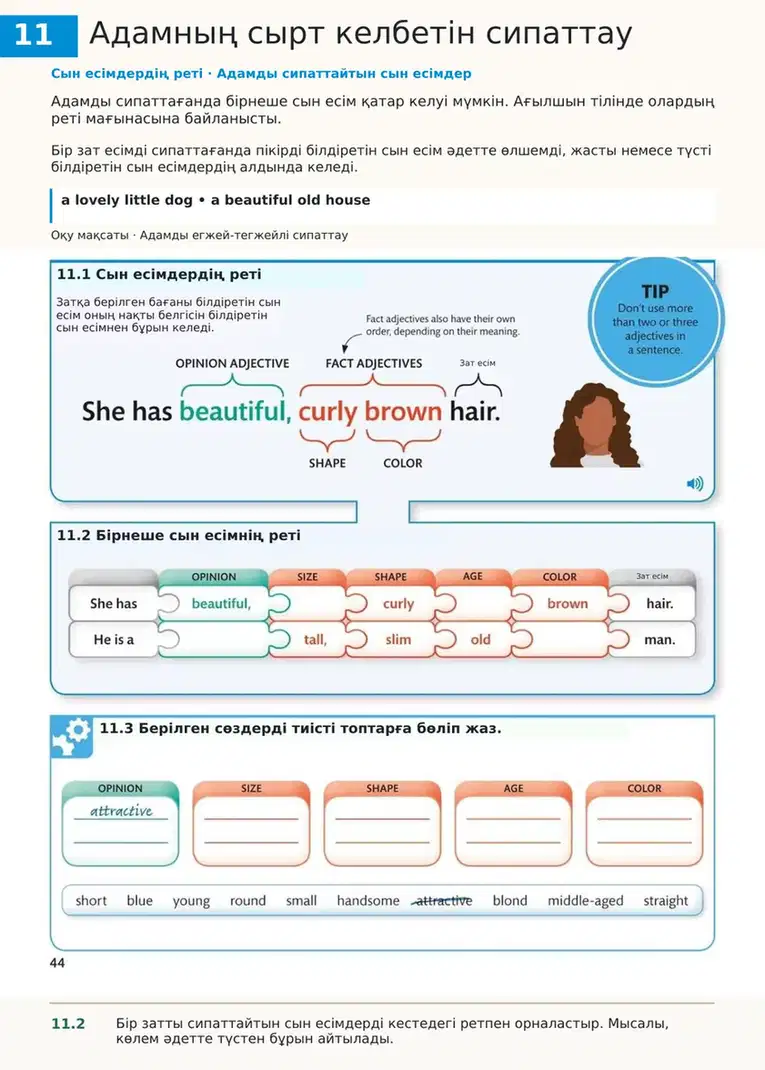 11 Адамның сырт келбетін сипаттау
Сын есімдердің реті · Адамды сипаттайтын сын есімдер
Адамды сипаттағанда бірнеше сын есім қатар келуі мүмкін. Ағылшын тілінде олардың
реті мағынасына байланысты.
Бір зат есімді сипаттағанда пікірді білдіретін сын есім әдетте өлшемді, жасты немесе түсті
білдіретін сын есімдердің алдында келеді.
a lovely little dog • a beautiful old house
Оқу мақсаты · Адамды егжей-тегжейлі сипаттау
11.1 Сын есімдердің реті
Затқа берілген бағаны білдіретін сын
есім оның нақты белгісін білдіретін
сын есімнен бұрын келеді.
Fact adjectives also have their own
order, depending on their meaning.
TIP
Don't use more
than two or three
adjectives in
a sentence.
OPINION ADJECTIVE FACT ADJECTIVES Зат есім
She has beautiful, curly brown hair.
SHAPE COLOR
11.2 Бірнеше сын есімнің реті
OPINION SIZE SHAPE AGE COLOR Зат есім
She has beautiful, curly brown hair.
He is a tall, slim old man.
11.3 Берілген сөздерді тиісті топтарға бөліп жаз.
OPINION SIZE SHAPE AGE COLOR
attractive
short blue young round small handsome attractive blond middle-aged straight
44
11.2 Бір затты сипаттайтын сын есімдерді кестедегі ретпен орналастыр. Мысалы,
көлем әдетте түстен бұрын айтылады.